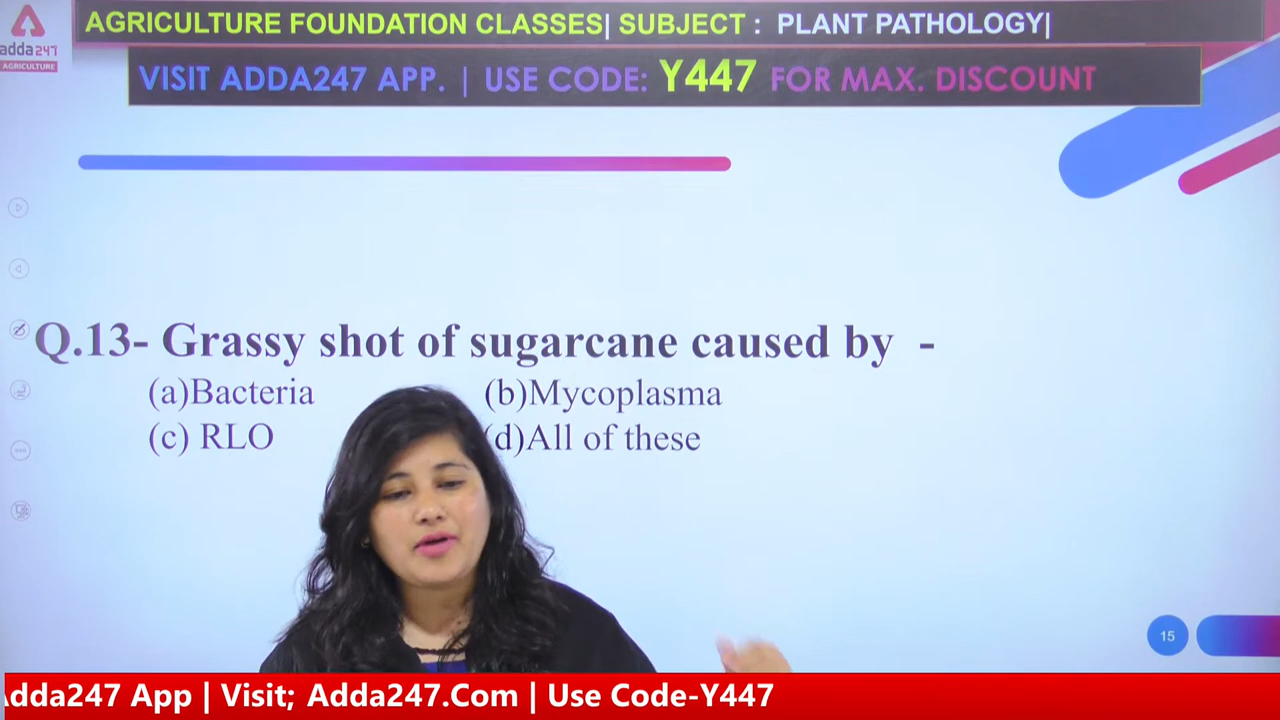 AGRICULTURE FOUNDATION CLASSES| SUBJECT : PLANT PATHOLOGY|
adda247
AGRICULTURE
VISIT ADDA247 APP. | USE CODE: Y447 FOR MAX. DISCOUNT
Q.13- Grassy shot of sugarcane caused by -
(a)Bacteria (b)Mycoplasma
(c) RLO (d)All of these
15
Adda247 App | Visit; Adda247.Com | Use Code-Y447